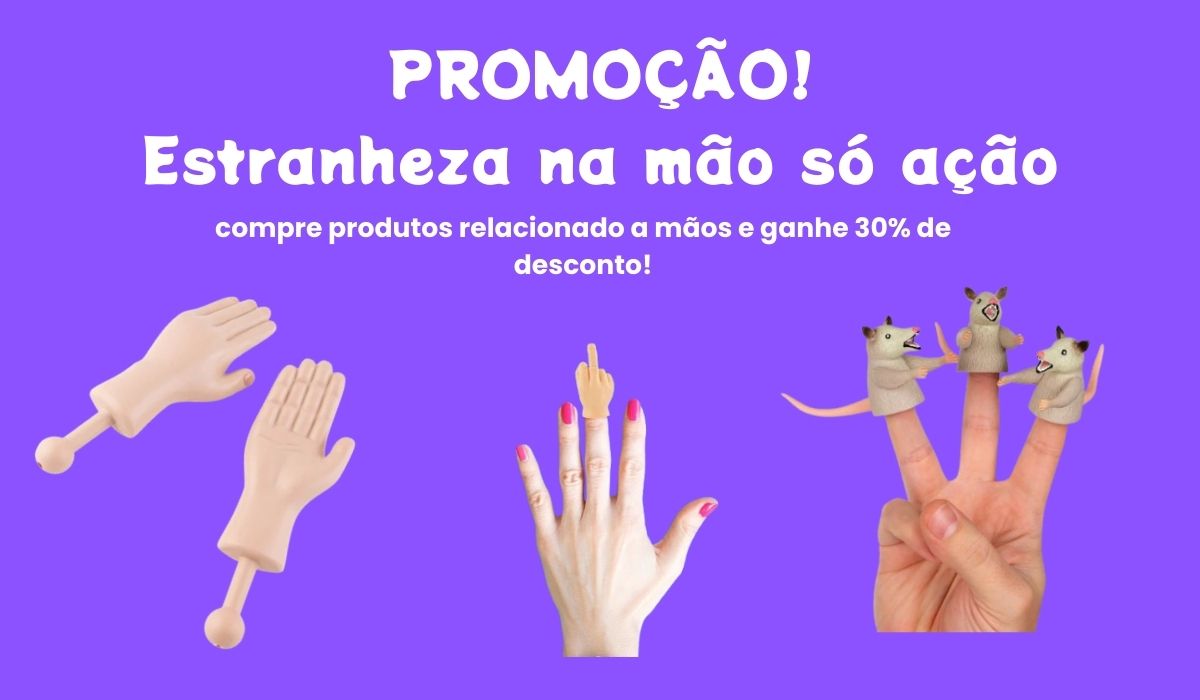 PROMOÇÃO!
Estranheza na mão só ação
compre produtos relacionado a mãos e ganhe 30% de
desconto!